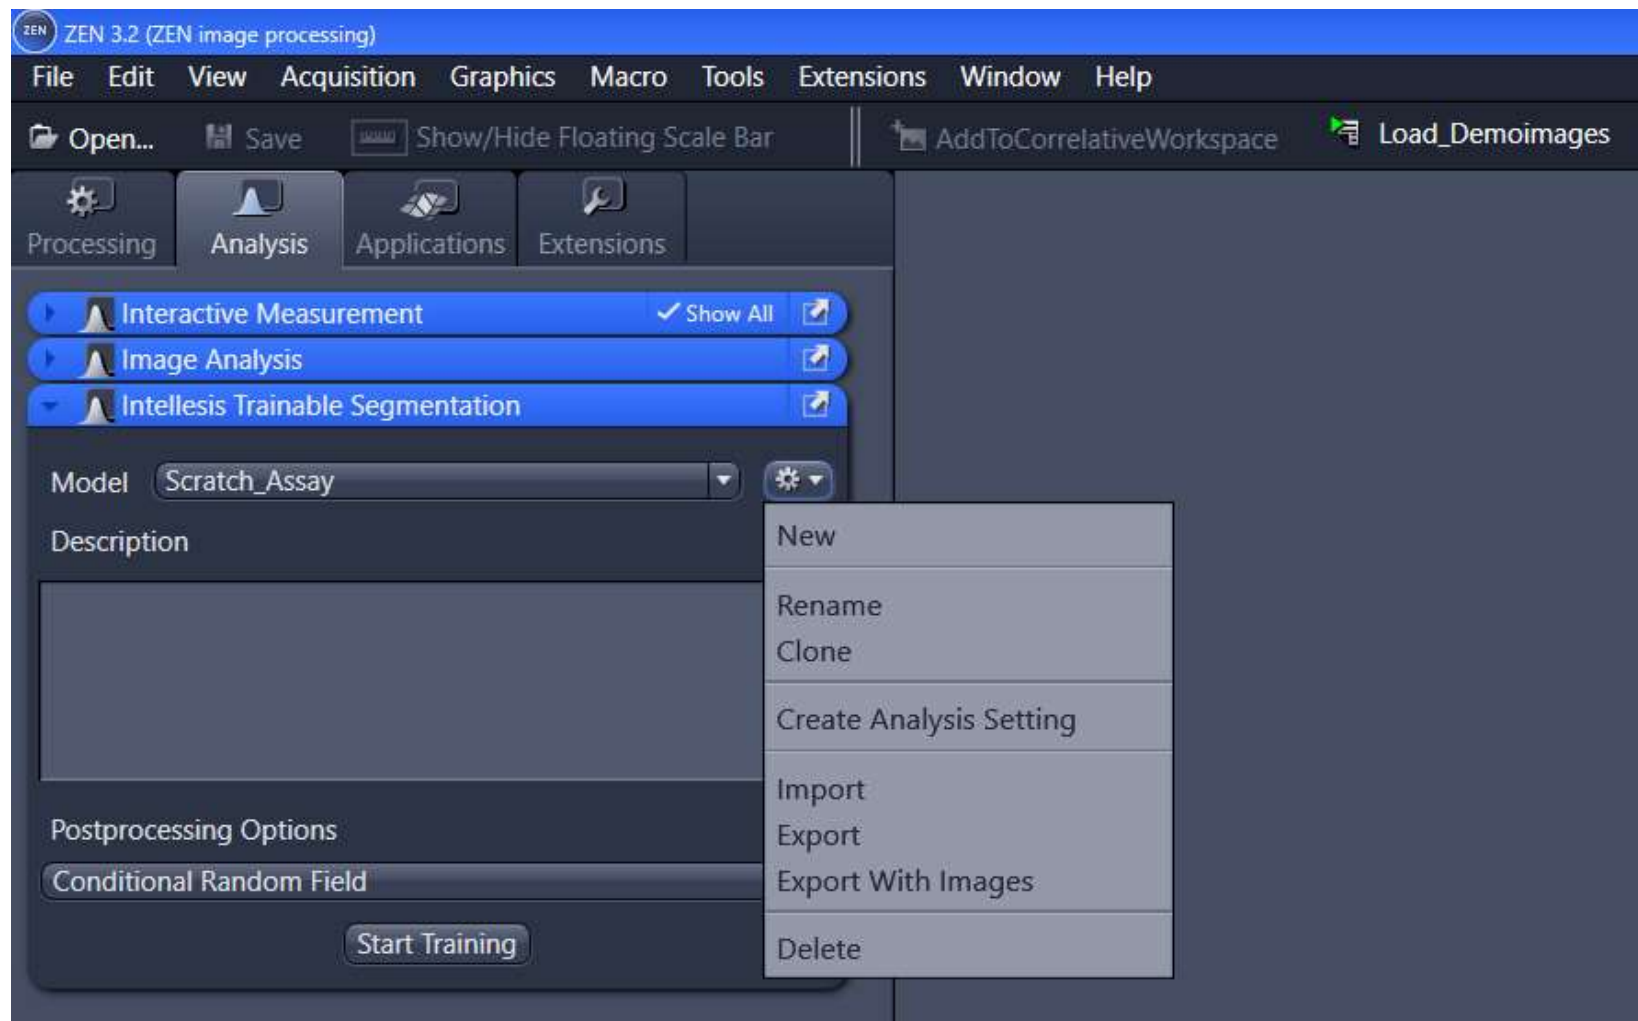 ZEN ZEN 3.2 (ZEN image processing)
File Edit View Acquisition Graphics Macro Tools Extensions Window Help
Open... Save Show/Hide Floating Scale Bar AddToCorrelativeWorkspace Load_Demoimages
Processing Analysis Applications Extensions
Interactive Measurement Show All
Image Analysis
Intellesis Trainable Segmentation
Model Scratch_Assay
New
Description
Rename
Clone
Create Analysis Setting
Import
Postprocessing Options Export
Conditional Random Field Export With Images
Start Training Delete